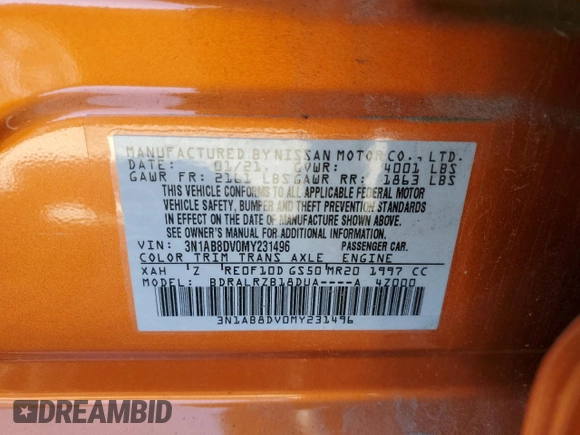 MANUFACTURED BY NISSAN MOTOR CO., LTD.
DATE: 01/21 GVWR: 4001 LBS
GAWR FR: 2161 LBS GAWR RR: 1863 LBS
THIS VEHICLE CONFORMS TO ALL APPLICABLE FEDERAL MOTOR
VEHICLE SAFETY, BUMPER AND THEFT PREVENTION STANDARDS
IN EFFECT ON THE DATE OF MANUFACTURE SHOWN ABOVE.
SEE OWNER'S MANUAL FOR ADDITIONAL INFORMATION.
VIN: 3N1AB8DV0MY231496 PASSENGER CAR.
COLOR TRIM TRANS AXLE ENGINE
XAH Z RE0F10D GS50 MR20 1997 CC
MODEL: BDRALRZB18DUA----A 4Z000
3N1AB8DV0MY231496
DREAMBID